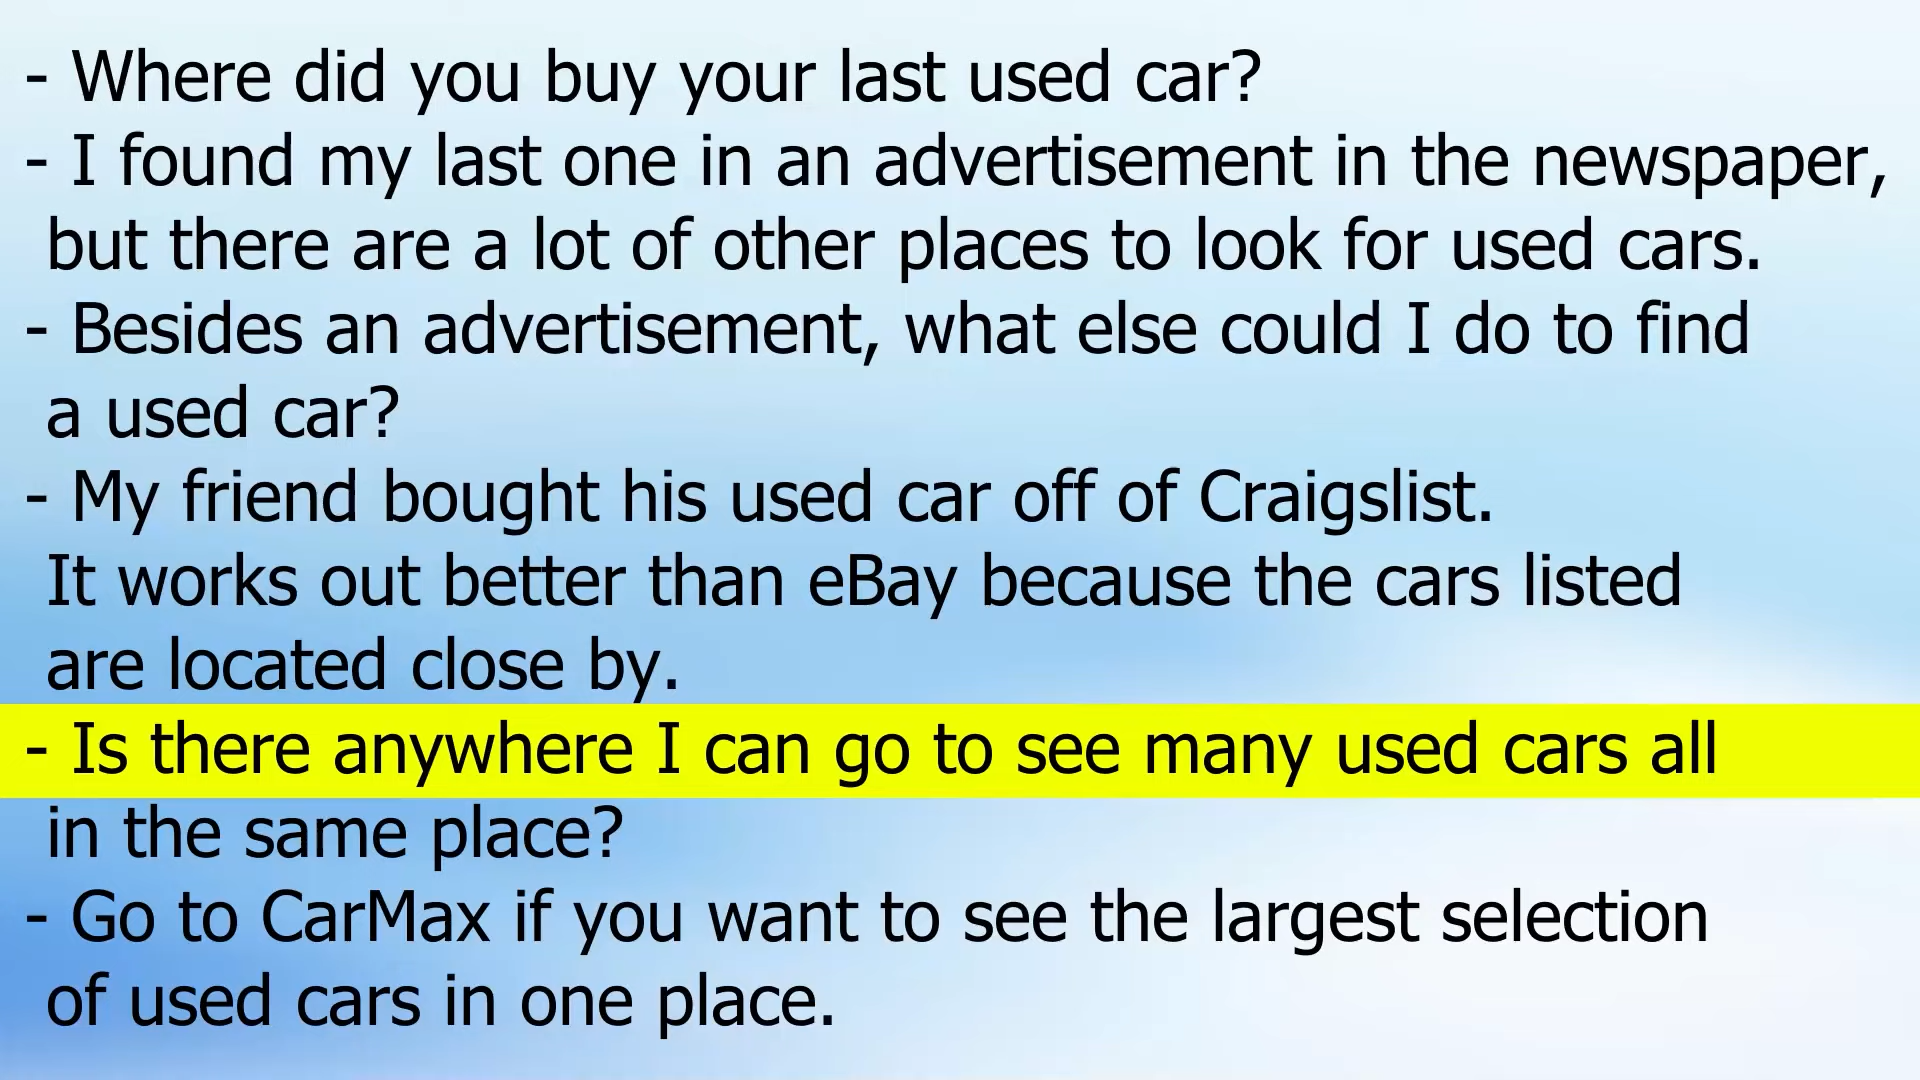 - Where did you buy your last used car?
- I found my last one in an advertisement in the newspaper,
but there are a lot of other places to look for used cars.
- Besides an advertisement, what else could I do to find
a used car?
- My friend bought his used car off of Craigslist.
It works out better than eBay because the cars listed
are located close by.
- Is there anywhere I can go to see many used cars all
in the same place?
- Go to CarMax if you want to see the largest selection
of used cars in one place.